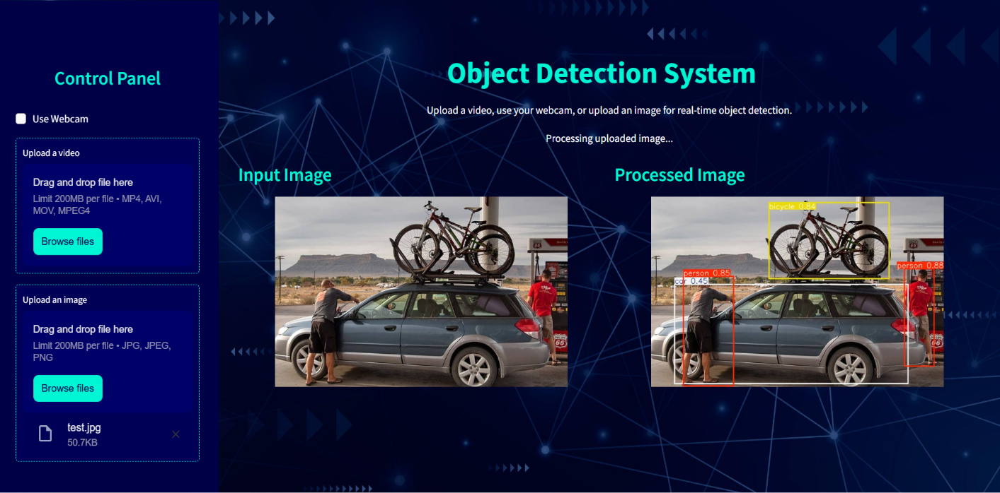 Control Panel
Use Webcam
Upload a video
Drag and drop file here
Limit 200MB per file • MP4, AVI,
MOV, MPEG4
Browse files
Upload an image
Drag and drop file here
Limit 200MB per file • JPG, JPEG,
PNG
Browse files
test.jpg
50.7KB
Object Detection System
Upload a video, use your webcam, or upload an image for real-time object detection.
Processing uploaded image...
Input Image
Processed Image
66
66
bicycle 0.84
person 0.85
car 0.45
person 0.88
66
66